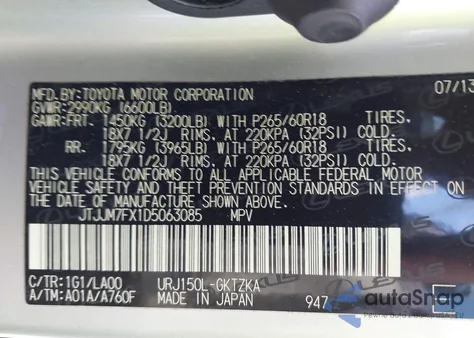 MFD.BY:TOYOTA MOTOR CORPORATION 07/13
GVWR:2990KG (6600LB)
GAWR:FRT. 1450KG (3200LB) WITH P265/60R18 TIRES,
18X7 1/2J RIMS, AT 220KPA (32PSI) COLD.
RR. 1795KG (3965LB) WITH P265/60R18 TIRES,
18X7 1/2J RIMS, AT 220KPA (32PSI) COLD.
THIS VEHICLE CONFORMS TO ALL APPLICABLE FEDERAL MOTOR
VEHICLE SAFETY AND THEFT PREVENTION STANDARDS IN EFFECT
ON THE DATE OF MANUFACTURE SHOWN ABOVE.
JTJJM7FX1D5063085 MPV
C/TR:1G1/LA00 URJ150L-GKTZKA
A/TM:A01A/A760F MADE IN JAPAN 947
autoSnap